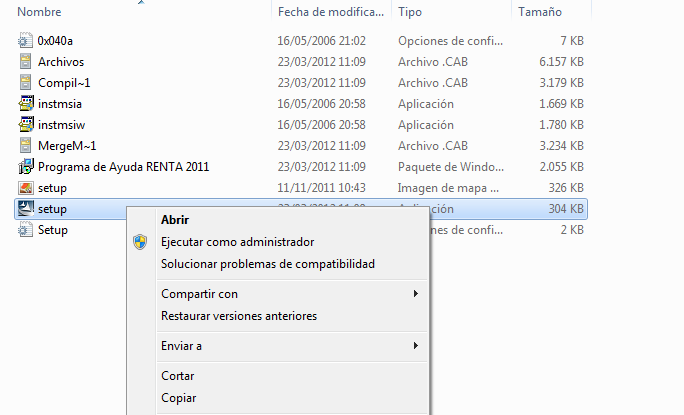 Nombre Fecha de modifica... Tipo Tamaño
0x040a 16/05/2006 21:02 Opciones de confi... 7 KB
Archivos 23/03/2012 11:09 Archivo .CAB 6.157 KB
Compil~1 23/03/2012 11:09 Archivo .CAB 3.179 KB
instmsia 16/05/2006 20:58 Aplicación 1.669 KB
instmsiw 16/05/2006 20:58 Aplicación 1.780 KB
MergeM~1 23/03/2012 11:09 Archivo .CAB 3.234 KB
Programa de Ayuda RENTA 2011 23/03/2012 11:09 Paquete de Windo... 2.055 KB
setup 11/11/2011 10:43 Imagen de mapa ... 326 KB
setup 304 KB
Setup nes de confi... 2 KB
Abrir
Ejecutar como administrador
Solucionar problemas de compatibilidad
Compartir con
Restaurar versiones anteriores
Enviar a
Cortar
Copiar